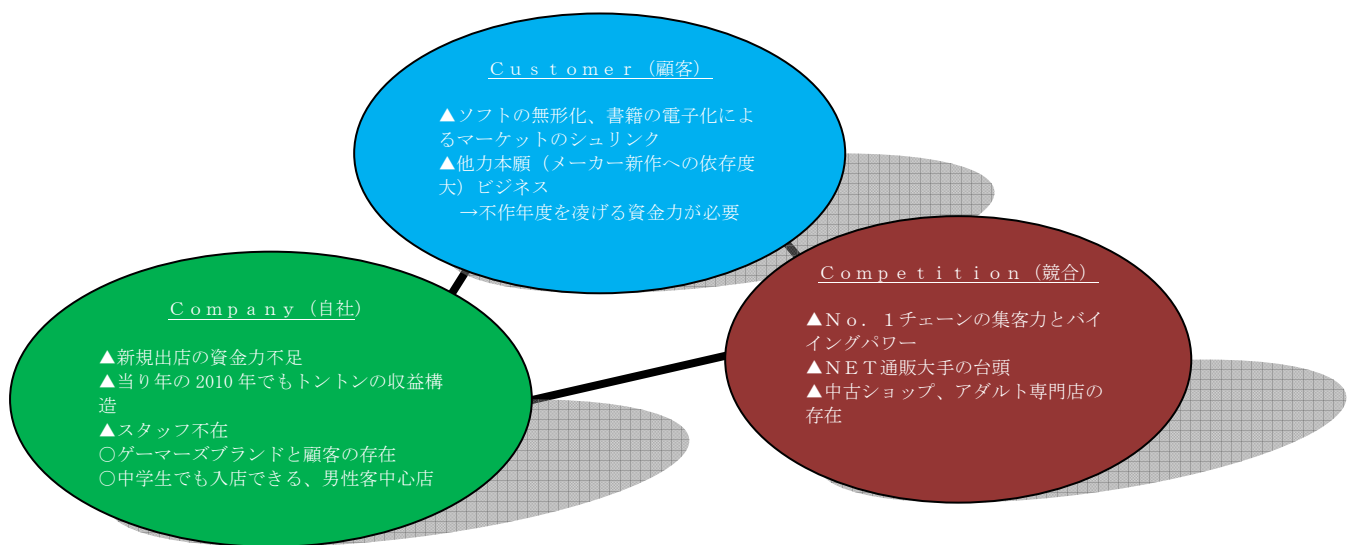 Ｃｕｓｔｏｍｅｒ（顧客）
▲ソフトの無形化、書籍の電子化によ
るマーケットのシュリンク
▲他力本願（メーカー新作への依存度
大）ビジネス
→不作年度を凌げる資金力が必要
Ｃｏｍｐｅｔｉｔｉｏｎ（競合）
▲Ｎｏ．１チェーンの集客力とバイ
イングパワー
▲ＮＥＴ通販大手の台頭
▲中古ショップ、アダルト専門店の
存在
Ｃｏｍｐａｎｙ（自社）
▲新規出店の資金力不足
▲当り年の 2010 年でもトントンの収益構
造
▲スタッフ不在
○ゲーマーズブランドと顧客の存在
○中学生でも入店できる、男性客中心店